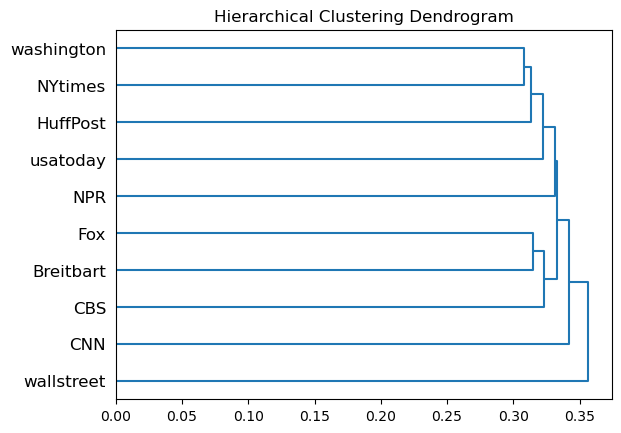 Hierarchical Clustering Dendrogram
washington
NYtimes
HuffPost
usatoday
NPR
Fox
Breitbart
CBS
CNN
wallstreet
0.00 0.05 0.10 0.15 0.20 0.25 0.30 0.35